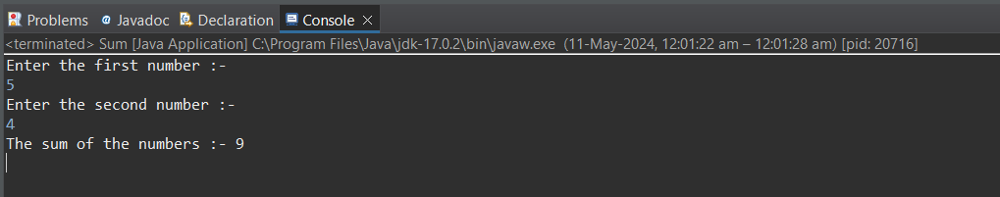 Problems @ Javadoc Declaration Console
<terminated> Sum [Java Application] C:\Program Files\Java\jdk-17.0.2\bin\javaw.exe (11-May-2024, 12:01:22 am – 12:01:28 am) [pid: 20716]
Enter the first number :-
5
Enter the second number :-
4
The sum of the numbers :- 9